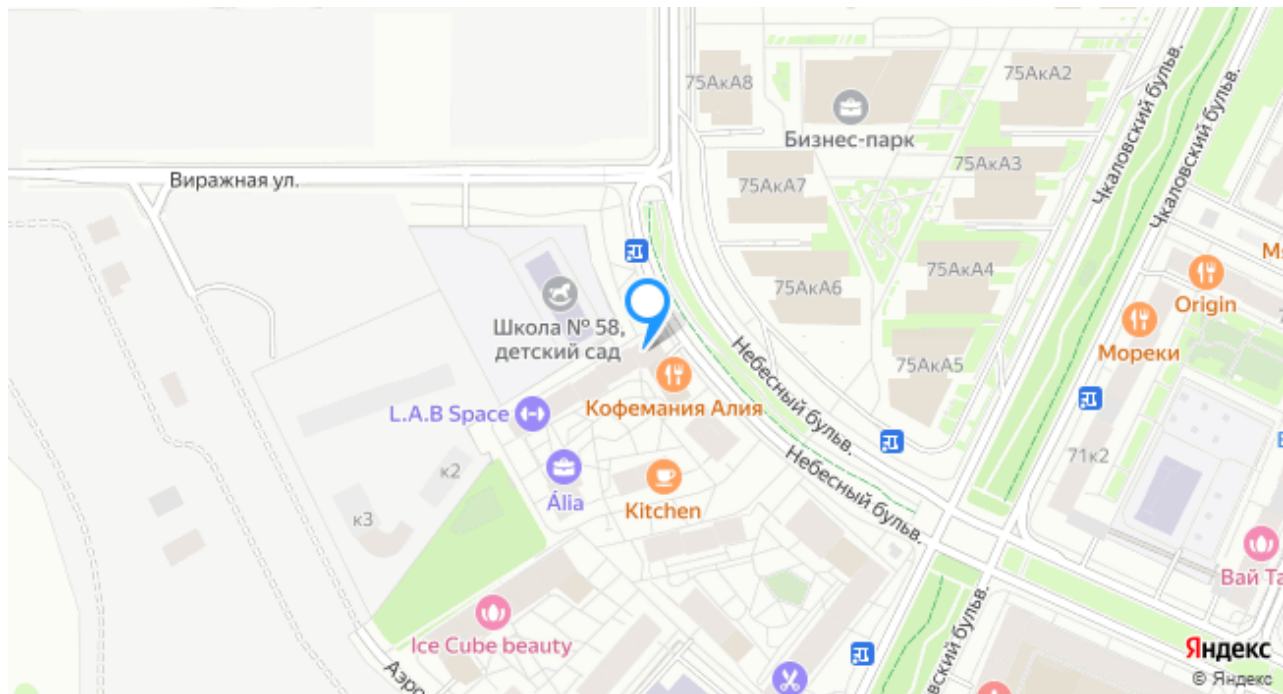 75АкА8
75АкА2
Бизнес-парк
Чкаловский бульв.
Чкаловский бульв.
75АкА3
Виражная ул.
75АкА7
75АкА4
75АкА6
Origin
Школа № 58,
детский сад
Мореки
Небесный бульв.
75АкА5
Кофемания Алия
L.A.B Space
71к2
к2
Небесный бульв.
Ália
Kitchen
к3
Ice Cube beauty
Яндекс
© Яндекс